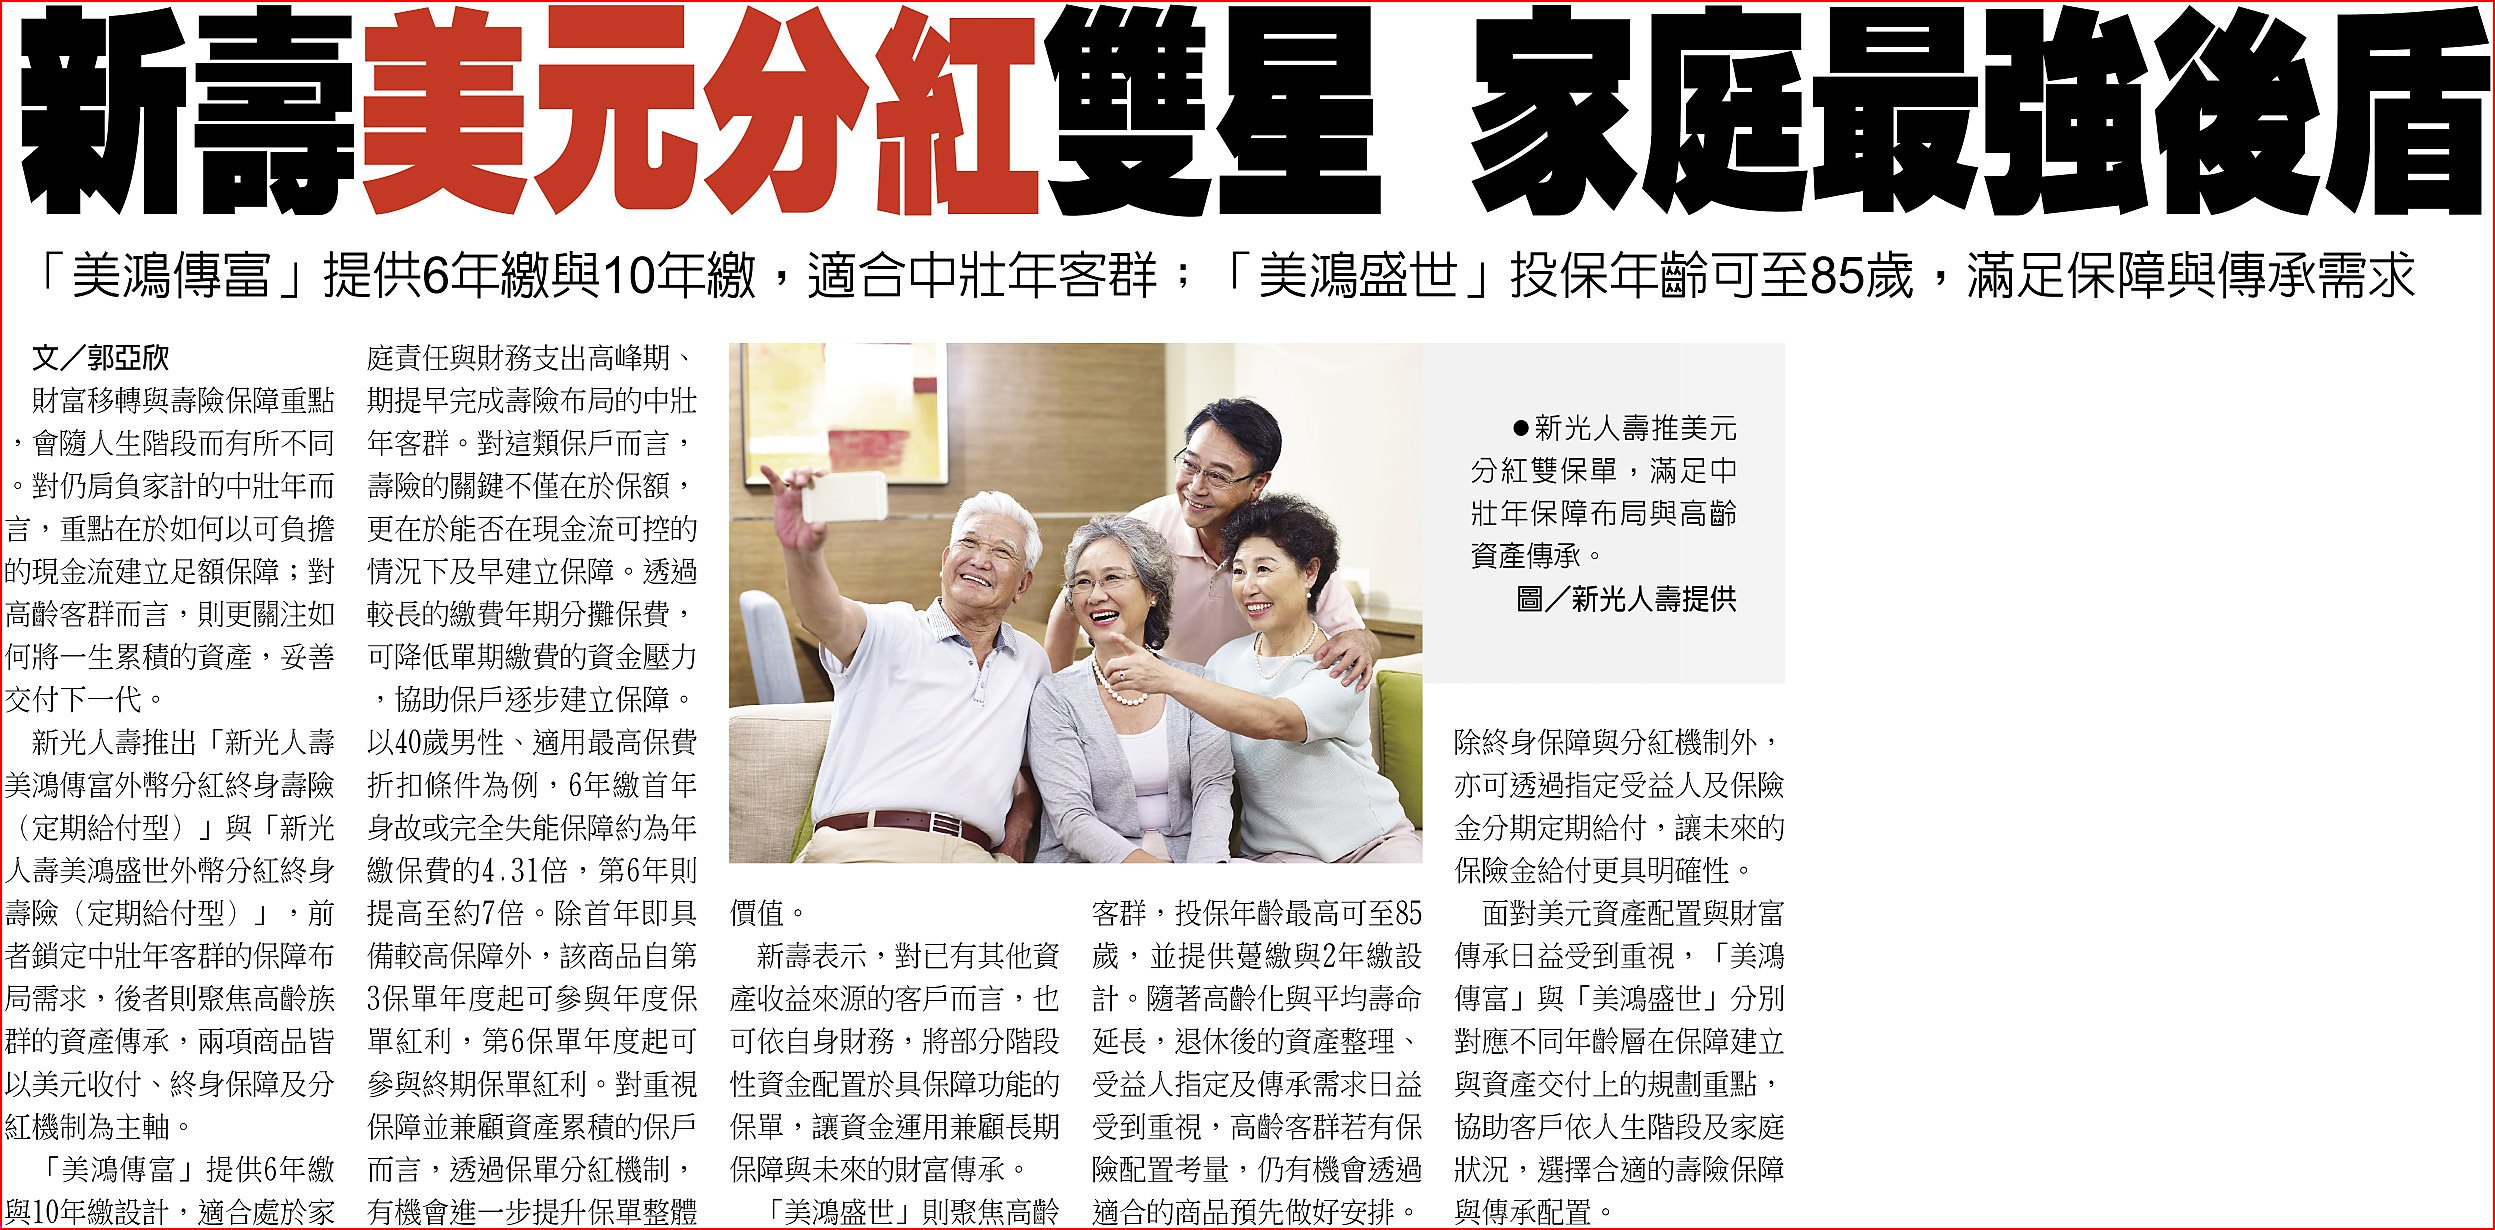 新壽美元分紅雙星 家庭最強後盾
「美鴻傳富」提供6年繳與10年繳，適合中壯年客群；「美鴻盛世」投保年齡可至85歲，滿足保障與傳承需求
文／郭亞欣
財富移轉與壽險保障重點
，會隨人生階段而有所不同
。對仍肩負家計的中壯年而
言，重點在於如何以可負擔
的現金流建立足額保障；對
高齡客群而言，則更關注如
何將一生累積的資產，妥善
交付下一代。
新光人壽推出「新光人壽
美鴻傳富外幣分紅終身壽險
（定期給付型）」與「新光
人壽美鴻盛世外幣分紅終身
壽險（定期給付型）」，前
者鎖定中壯年客群的保障布
局需求，後者則聚焦高齡族
群的資產傳承，兩項商品皆
以美元收付、終身保障及分
紅機制為主軸。
「美鴻傳富」提供6年繳
與10年繳設計，適合處於家
庭責任與財務支出高峰期、
期提早完成壽險布局的中壯
年客群。對這類保戶而言，
壽險的關鍵不僅在於保額，
更在於能否在現金流可控的
情況下及早建立保障。透過
較長的繳費年期分攤保費，
可降低單期繳費的資金壓力
，協助保戶逐步建立保障。
以40歲男性、適用最高保費
折扣條件為例，6年繳首年
身故或完全失能保障約為年
繳保費的4.31倍，第6年則
提高至約7倍。除首年即具
備較高保障外，該商品自第
3保單年度起可參與年度保
單紅利，第6保單年度起可
參與終期保單紅利。對重視
保障並兼顧資產累積的保戶
而言，透過保單分紅機制，
有機會進一步提升保單整體
價值。
新壽表示，對已有其他資
產收益來源的客戶而言，也
可依自身財務，將部分階段
性資金配置於具保障功能的
保單，讓資金運用兼顧長期
保障與未來的財富傳承。
「美鴻盛世」則聚焦高齡
客群，投保年齡最高可至85
歲，並提供躉繳與2年繳設
計。隨著高齡化與平均壽命
延長，退休後的資產整理、
受益人指定及傳承需求日益
受到重視，高齡客群若有保
險配置考量，仍有機會透過
適合的商品預先做好安排。
除終身保障與分紅機制外，
亦可透過指定受益人及保險
金分期定期給付，讓未來的
保險金給付更具明確性。
面對美元資產配置與財富
傳承日益受到重視，「美鴻
傳富」與「美鴻盛世」分別
對應不同年齡層在保障建立
與資產交付上的規劃重點，
協助客戶依人生階段及家庭
狀況，選擇合適的壽險保障
與傳承配置。
●新光人壽推美元
分紅雙保單，滿足中
壯年保障布局與高齡
資產傳承。
圖／新光人壽提供